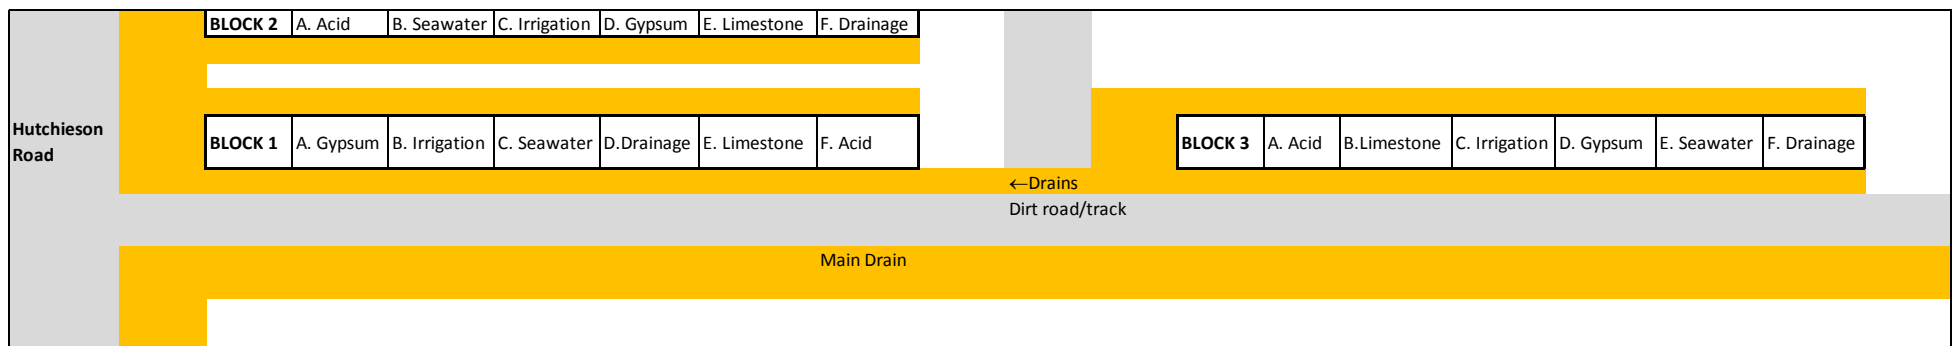 BLOCK 2 A. Acid B. Seawater C. Irrigation D. Gypsum E. Limestone F. Drainage
Hutchieson
Road
BLOCK 1 A. Gypsum B. Irrigation C. Seawater D.Drainage E. Limestone F. Acid
BLOCK 3 A. Acid B.Limestone C. Irrigation D. Gypsum E. Seawater F. Drainage
←Drains
Dirt road/track
Main Drain